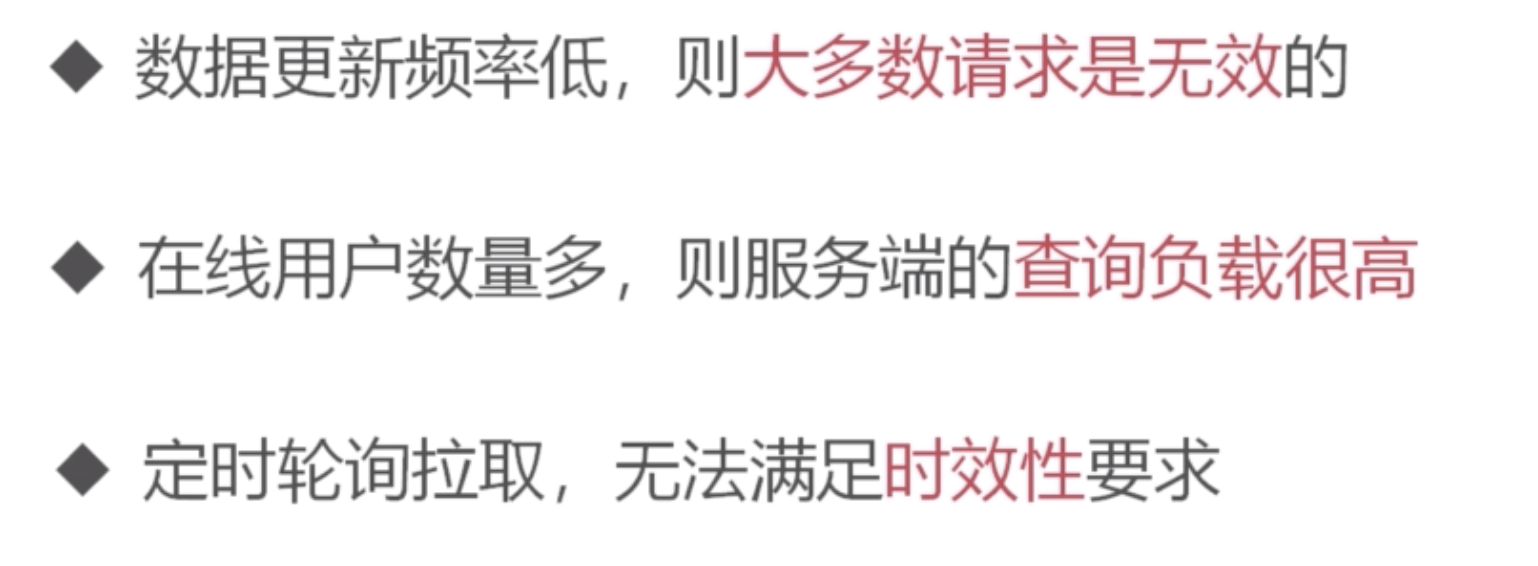 ◆ 数据更新频率低，则大多数请求是无效的
◆ 在线用户数量多，则服务端的查询负载很高
◆ 定时轮询拉取，无法满足时效性要求